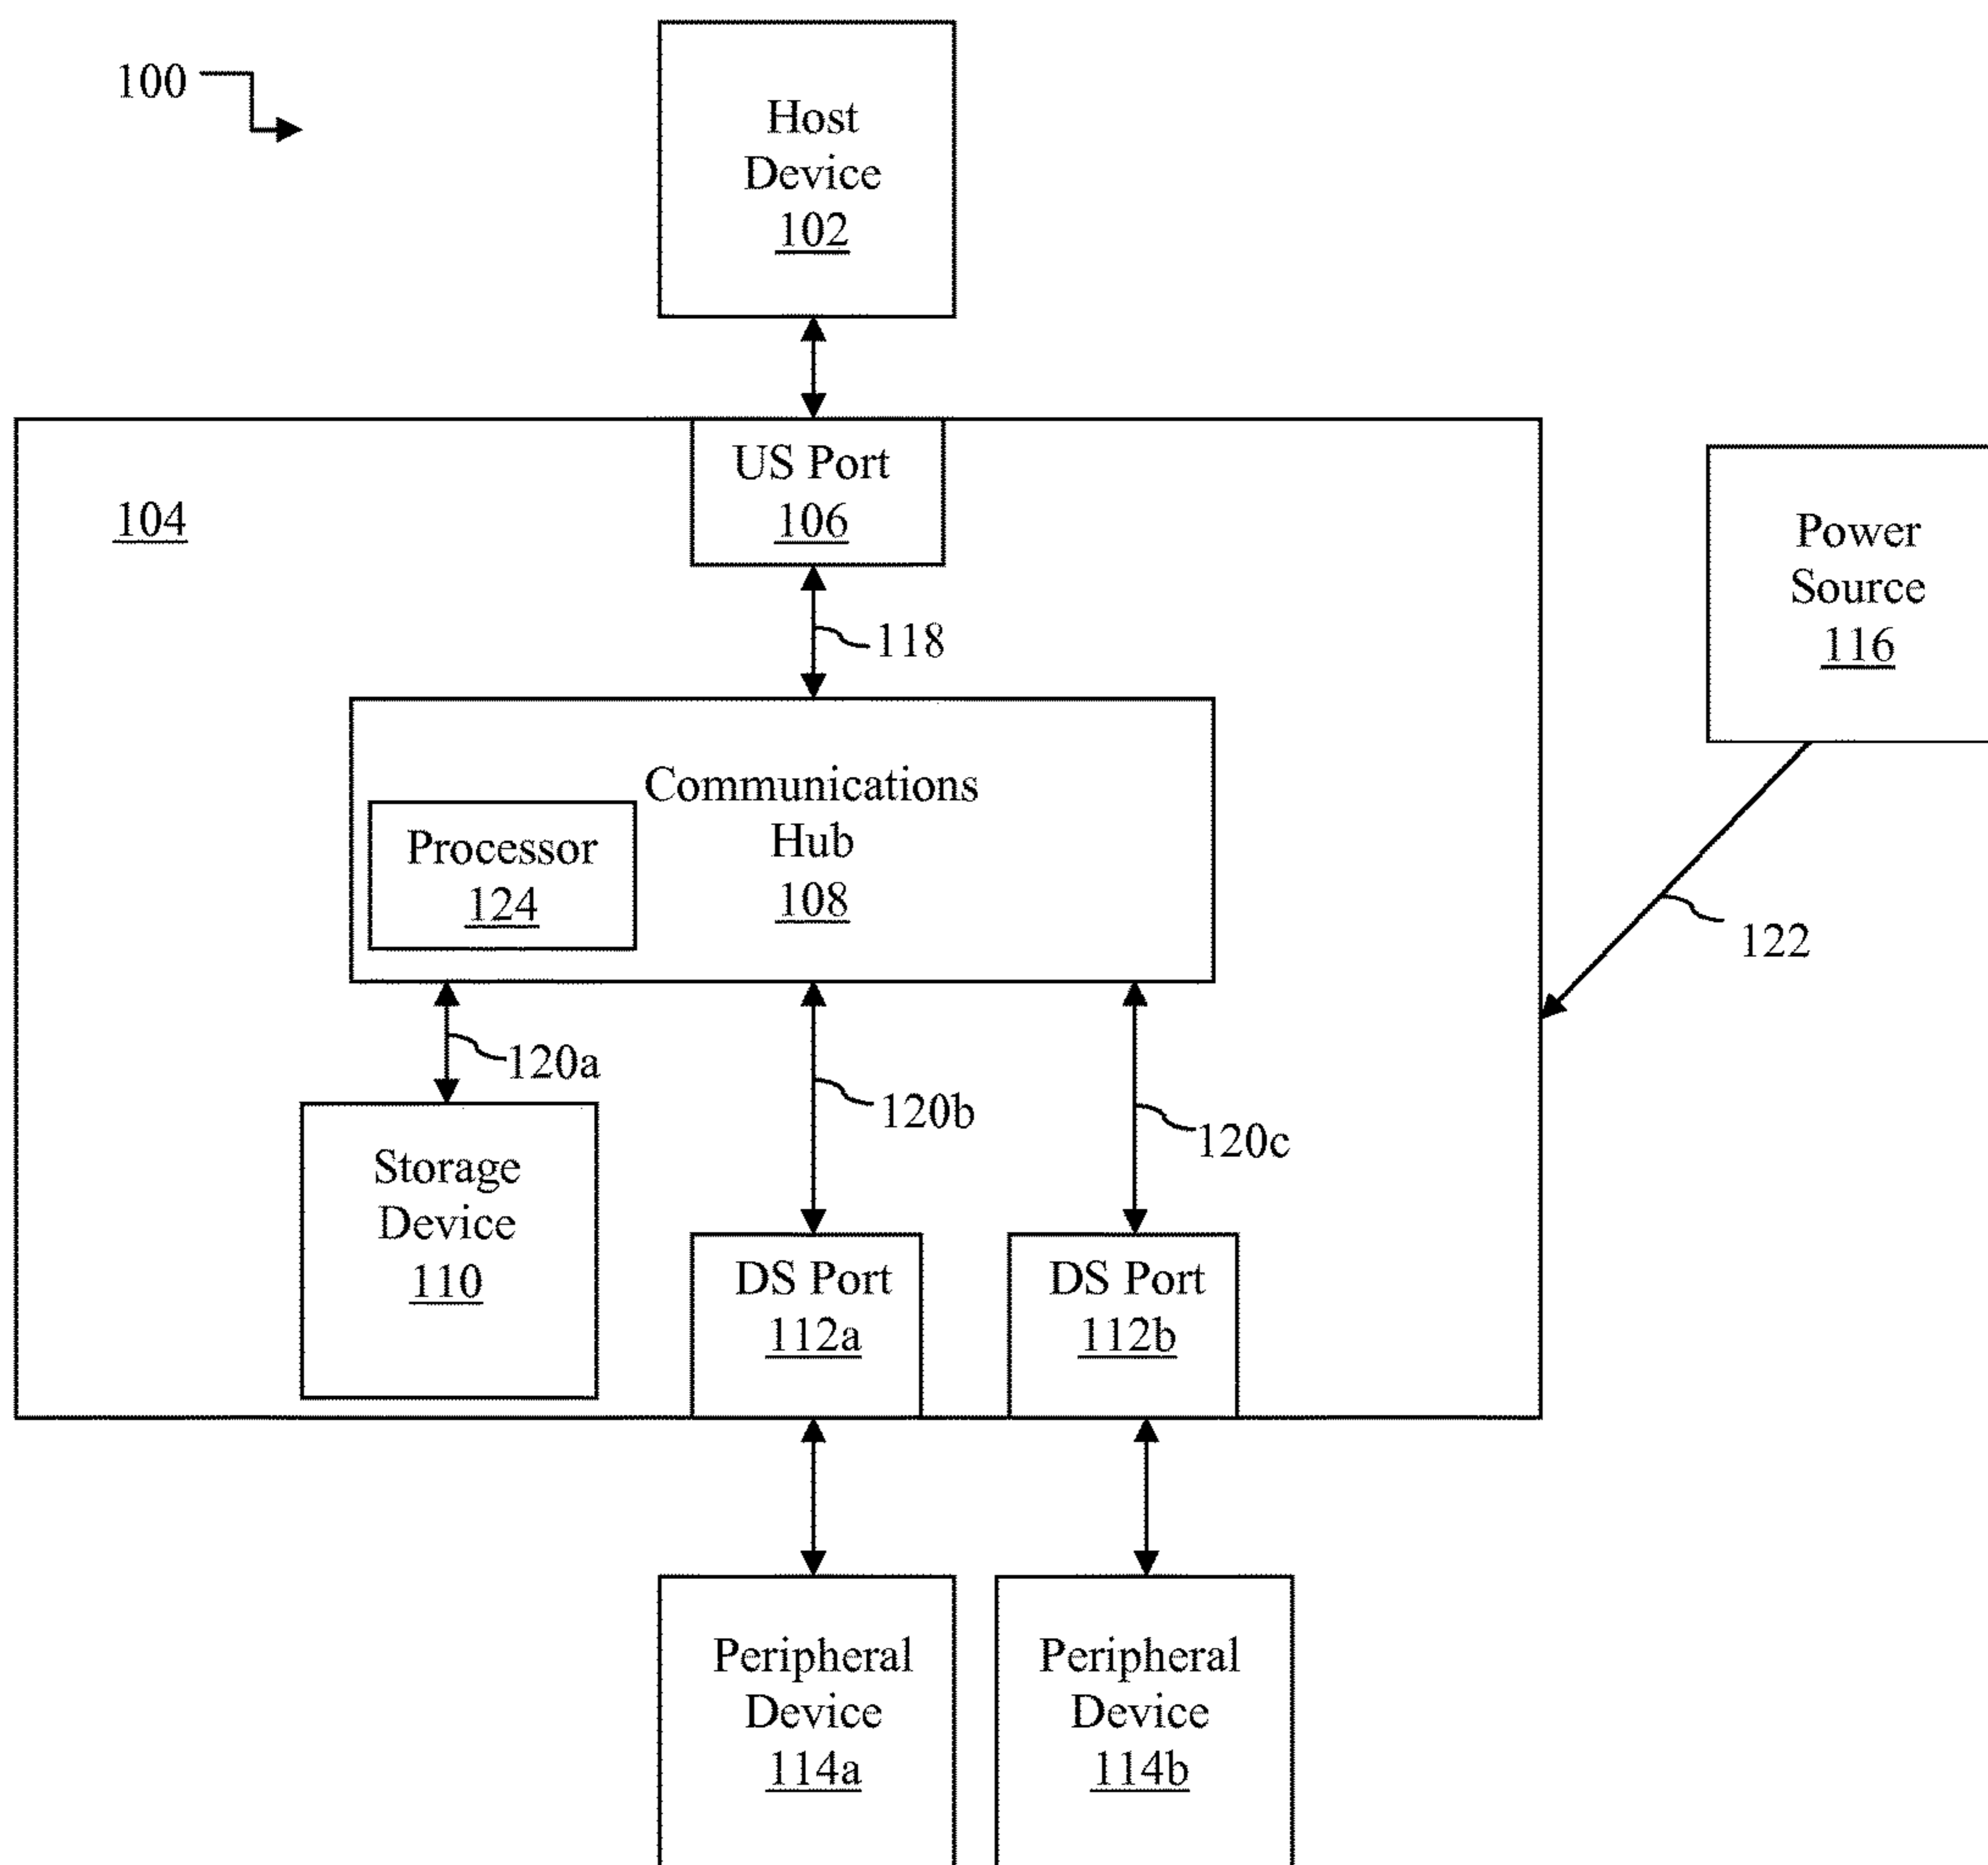 100
Host
Device
102
104
US Port
106
Power
Source
116
118
Communications
Hub
108
Processor
124
122
120a
120b
120c
Storage
Device
110
DS Port
112a
DS Port
112b
Peripheral
Device
114a
Peripheral
Device
114b